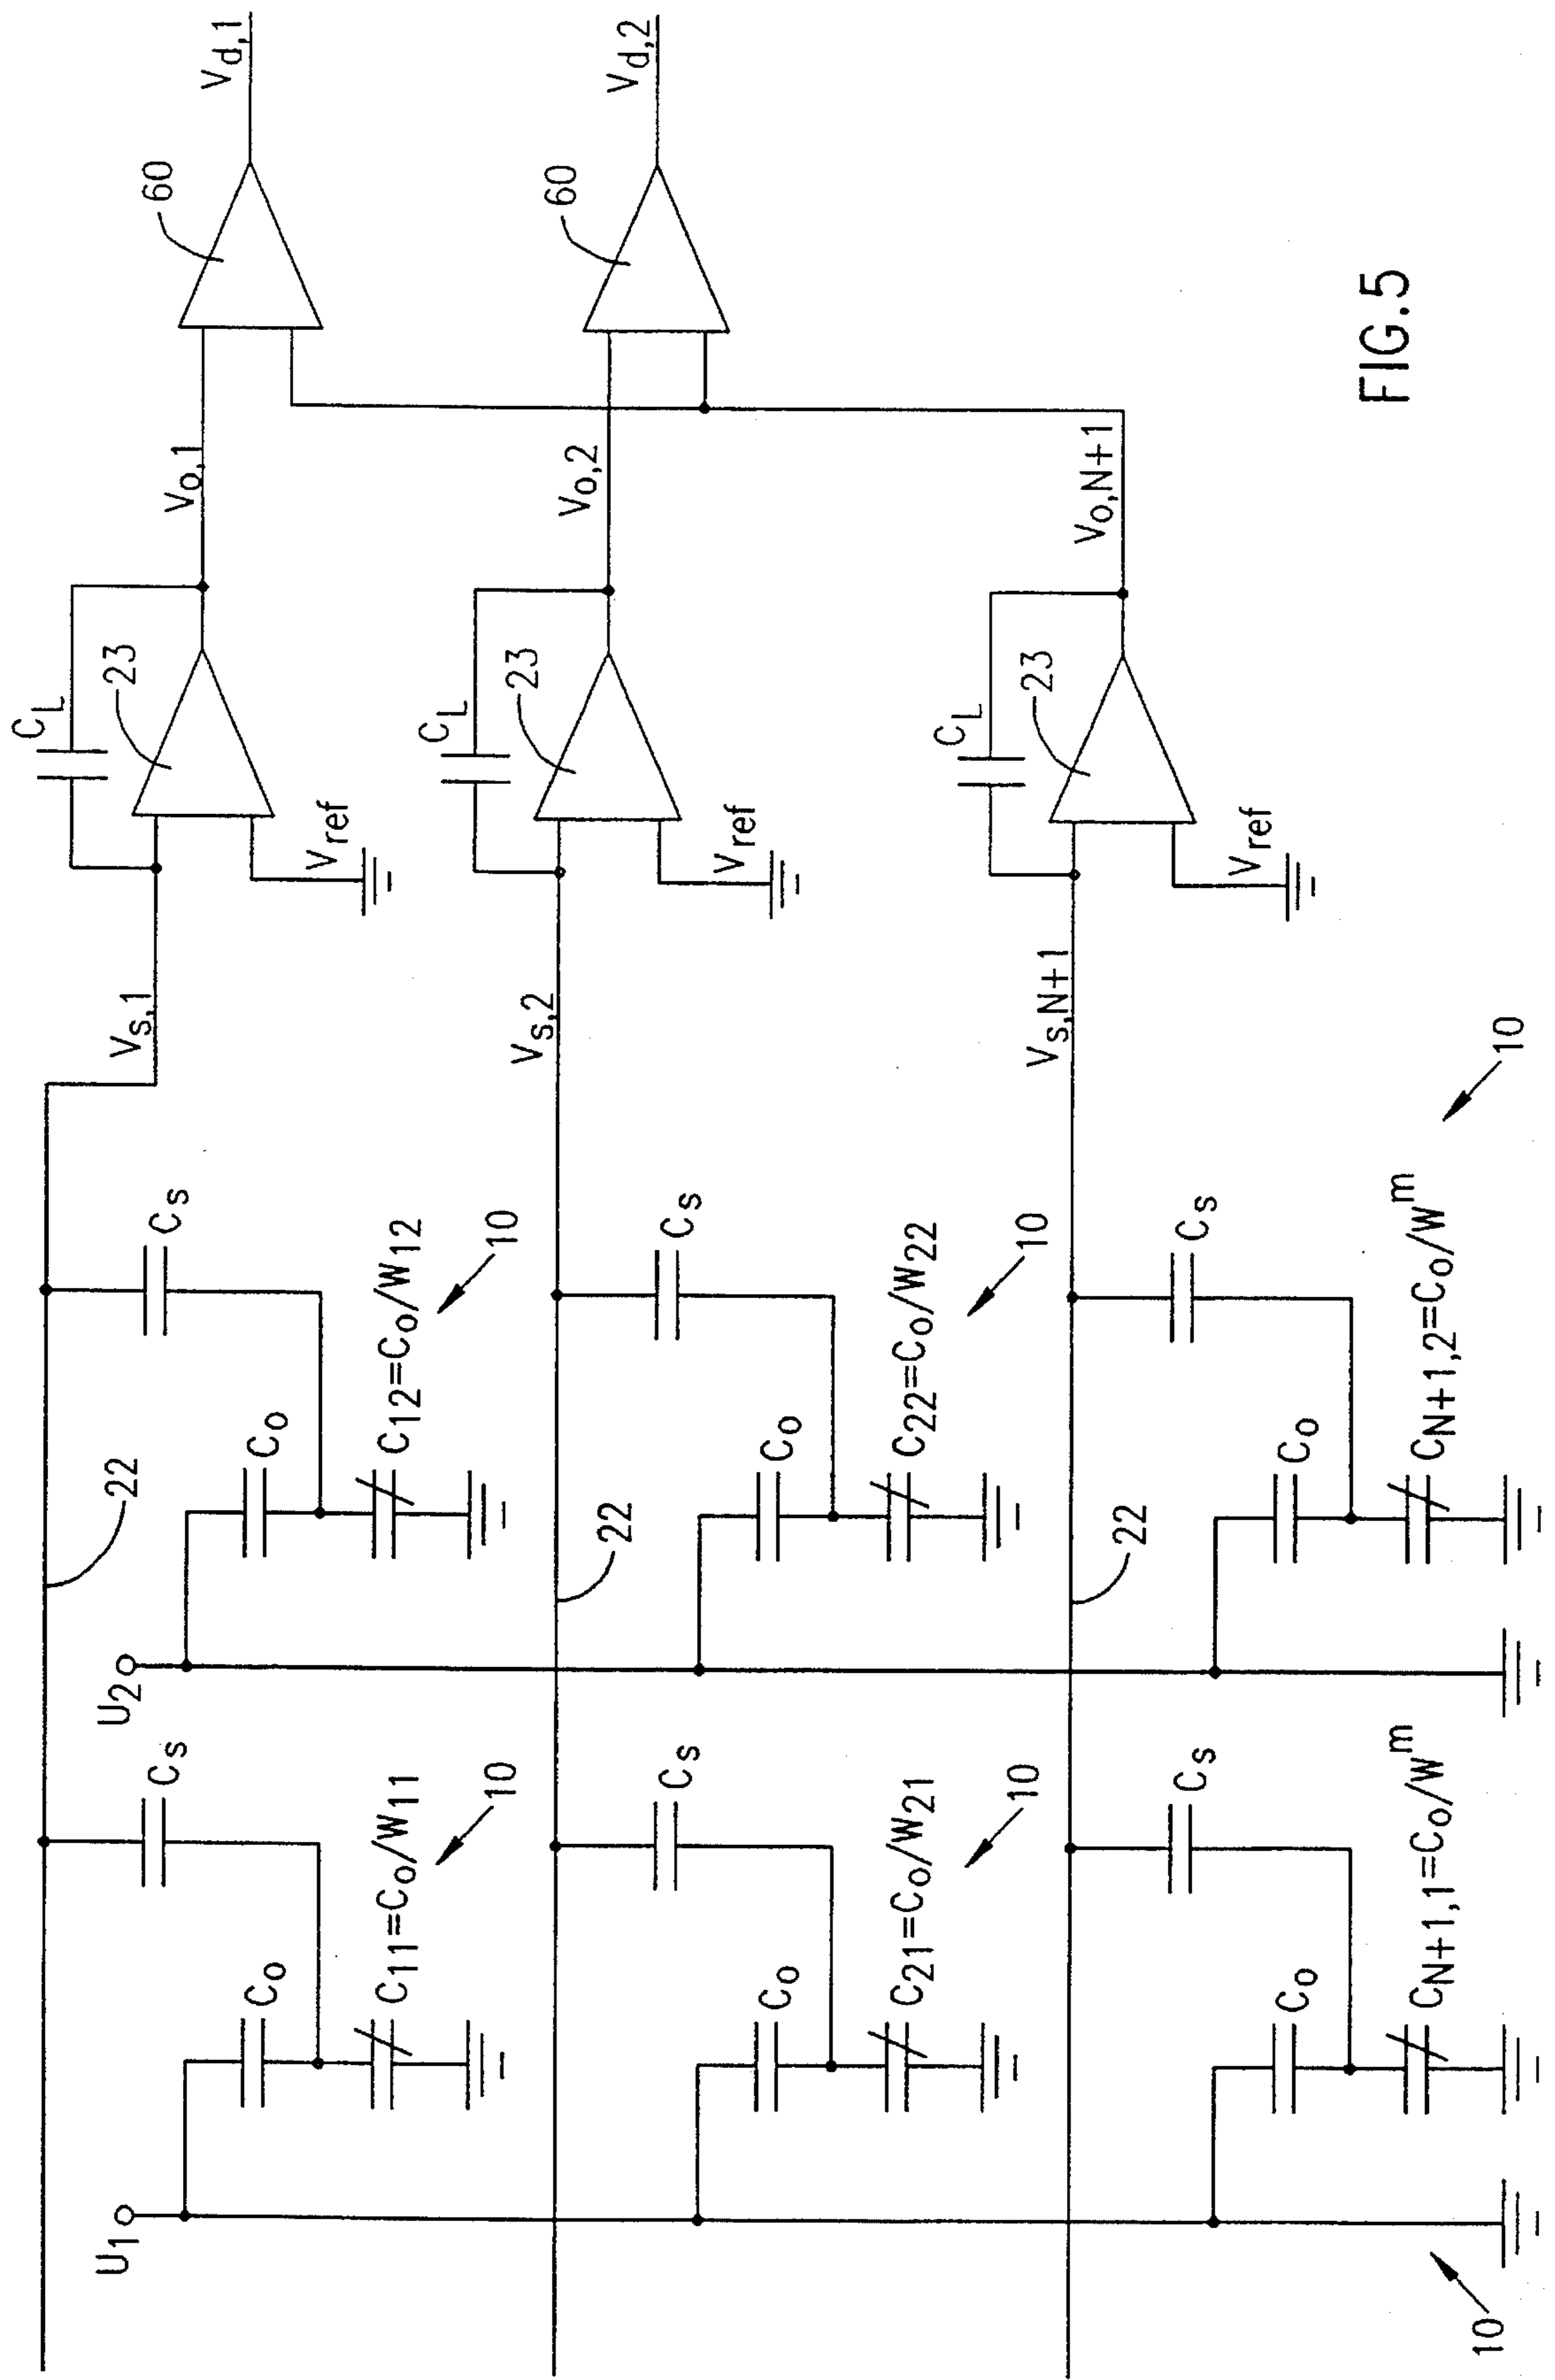 U1
U2
22
Cs
Co
C11=Co/W11
10
Cs
Co
C12=Co/W12
10
Vs,1
CL
23
Vref
Vo,1
60
Vd,1
22
Cs
Co
C21=Co/W21
10
Cs
Co
C22=Co/W22
10
Vs,2
CL
23
Vref
Vo,2
60
Vd,2
22
Cs
Co
CN+1,1=Co/Wm
10
Cs
Co
CN+1,2=Co/Wm
10
Vs,N+1
CL
23
Vref
Vo,N+1
FIG.5